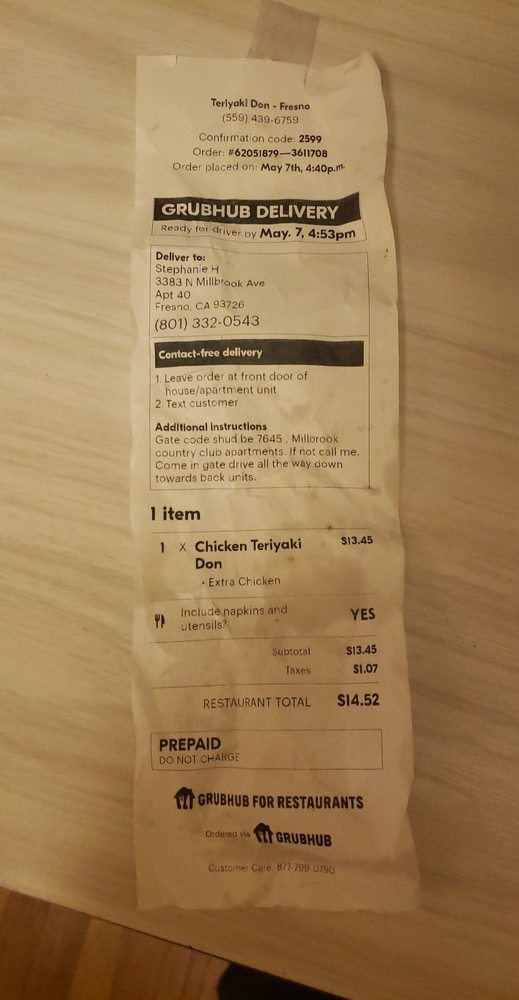 Teriyaki Don - Fresno
(559) 439-6759
Confirmation code: 2599
Order: #62051879—3611708
Order placed on: May 7th, 4:40p.m.
GRUBHUB DELIVERY
Ready for driver by May. 7, 4:53pm
Deliver to:
Stephanie H
3383 N Millbrook Ave
Apt 40
Fresno, CA 93726
(801) 332-0543
Contact-free delivery
1. Leave order at front door of
house/apartment unit
2. Text customer
Additional Instructions
Gate code shud be 7645 . Millbrook
country club apartments. If not call me.
Come in gate drive all the way down
towards back units.
1 item
1 X Chicken Teriyaki $13.45
Don
• Extra Chicken
Include napkins and YES
utensils?
Subtotal $13.45
Taxes $1.07
RESTAURANT TOTAL $14.52
PREPAID
DO NOT CHARGE
GRUBHUB FOR RESTAURANTS
Ordered via GRUBHUB
Customer Care: 877-799-0790